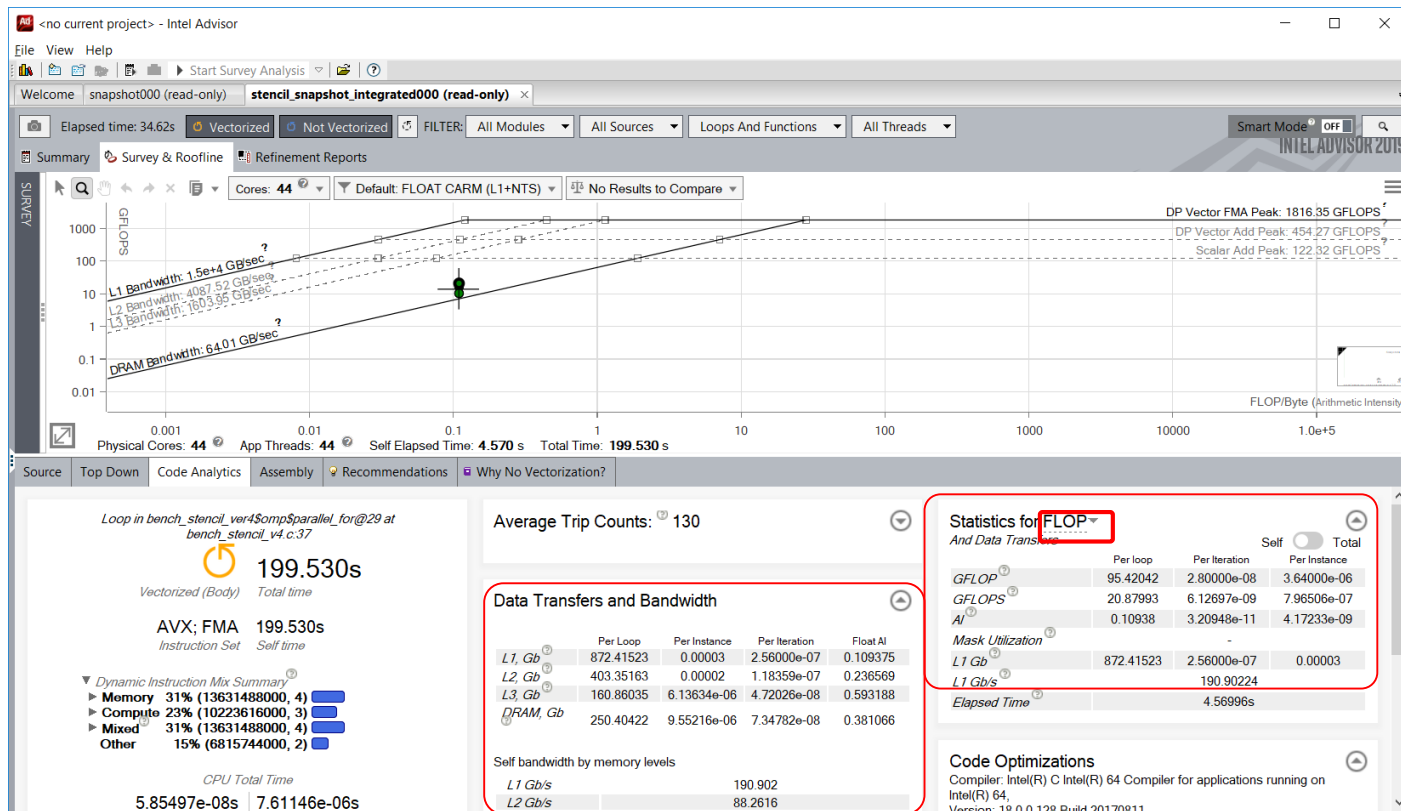 <no current project> - Intel Advisor
File View Help
Start Survey Analysis
Welcome snapshot000 (read-only) stencil_snapshot_integrated000 (read-only) ×
Elapsed time: 34.62s Vectorized Not Vectorized FILTER: All Modules All Sources Loops And Functions All Threads Smart Mode OFF
INTEL ADVISOR 201
Summary Survey & Roofline Refinement Reports
SURVEY
Cores: 44 Default: FLOAT CARM (L1+NTS) No Results to Compare
GFLOPS
1000
100
10
1
0.1
0.01
DP Vector FMA Peak: 1816.35 GFLOPS
DP Vector Add Peak: 454.27 GFLOPS
Scalar Add Peak: 122.32 GFLOPS
L1 Bandwidth: 1.5e+4 GB/sec
L2 Bandwidth: 4087.52 GB/sec
L3 Bandwidth: 1603.95 GB/sec
DRAM Bandwidth: 64.01 GB/sec
FLOP/Byte (Arithmetic Intensity
0.001 0.01 0.1 1 10 100 1000 10000 1.0e+5
Physical Cores: 44 App Threads: 44 Self Elapsed Time: 4.570 s Total Time: 199.530 s
Source Top Down Code Analytics Assembly Recommendations Why No Vectorization?
Loop in bench_stencil_ver4$omp$parallel_for@29 at
bench_stencil_v4.c:37
199.530s
Vectorized (Body) Total time
AVX; FMA 199.530s
Instruction Set Self time
Dynamic Instruction Mix Summary
Memory 31% (13631488000, 4)
Compute 23% (10223616000, 3)
Mixed 31% (13631488000, 4)
Other 15% (6815744000, 2)
CPU Total Time
5.85497e-08s 7.61146e-06s
Average Trip Counts: 130
Data Transfers and Bandwidth
Per Loop Per Instance Per Iteration Float AI
L1, Gb 872.41523 0.00003 2.56000e-07 0.109375
L2, Gb 403.35163 0.00002 1.18359e-07 0.236569
L3, Gb 160.86035 6.13634e-06 4.72026e-08 0.593188
DRAM, Gb 250.40422 9.55216e-06 7.34782e-08 0.381066
Self bandwidth by memory levels
L1 Gb/s 190.902
L2 Gb/s 88.2616
Statistics for FLOP
And Data Transfers
Self Total
Per loop Per Iteration Per Instance
GFLOP 95.42042 2.80000e-08 3.64000e-06
GFLOPS 20.87993 6.12697e-09 7.96506e-07
AI 0.10938 3.20948e-11 4.17233e-09
Mask Utilization -
L1 Gb 872.41523 2.56000e-07 0.00003
L1 Gb/s 190.90224
Elapsed Time 4.56996s
Code Optimizations
Compiler: Intel(R) C Intel(R) 64 Compiler for applications running on
Intel(R) 64,
Version: 18.0.0.128 Build 20170811